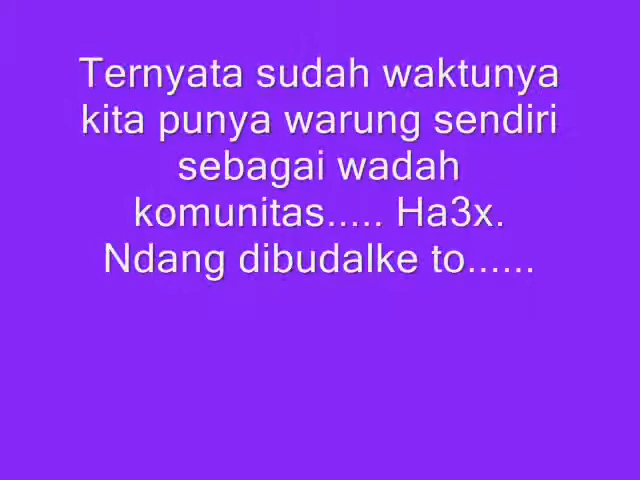 Ternyata sudah waktunya
kita punya warung sendiri
sebagai wadah
komunitas..... Ha3x.
Ndang dibudalke to......